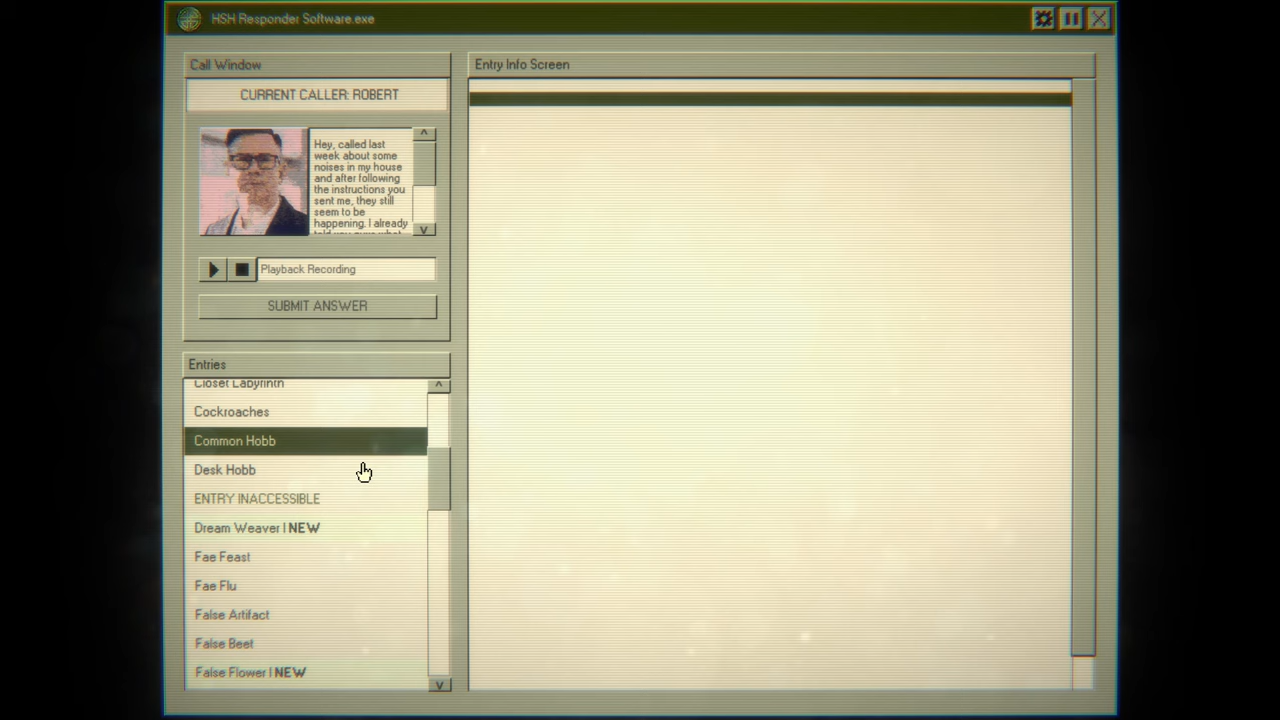 HSH Responder Software.exe
Call Window
CURRENT CALLER: ROBERT
Hey, called last
week about some
noises in my house
and after following
the instructions you
sent me, they still
seem to be
happening. I already
Playback Recording
SUBMIT ANSWER
Entries
Closet Labyrinth
Cockroaches
Common Hobb
Desk Hobb
ENTRY INACCESSIBLE
Dream Weaver | NEW
Fae Feast
Fae Flu
False Artifact
False Beet
False Flower | NEW
Entry Info Screen